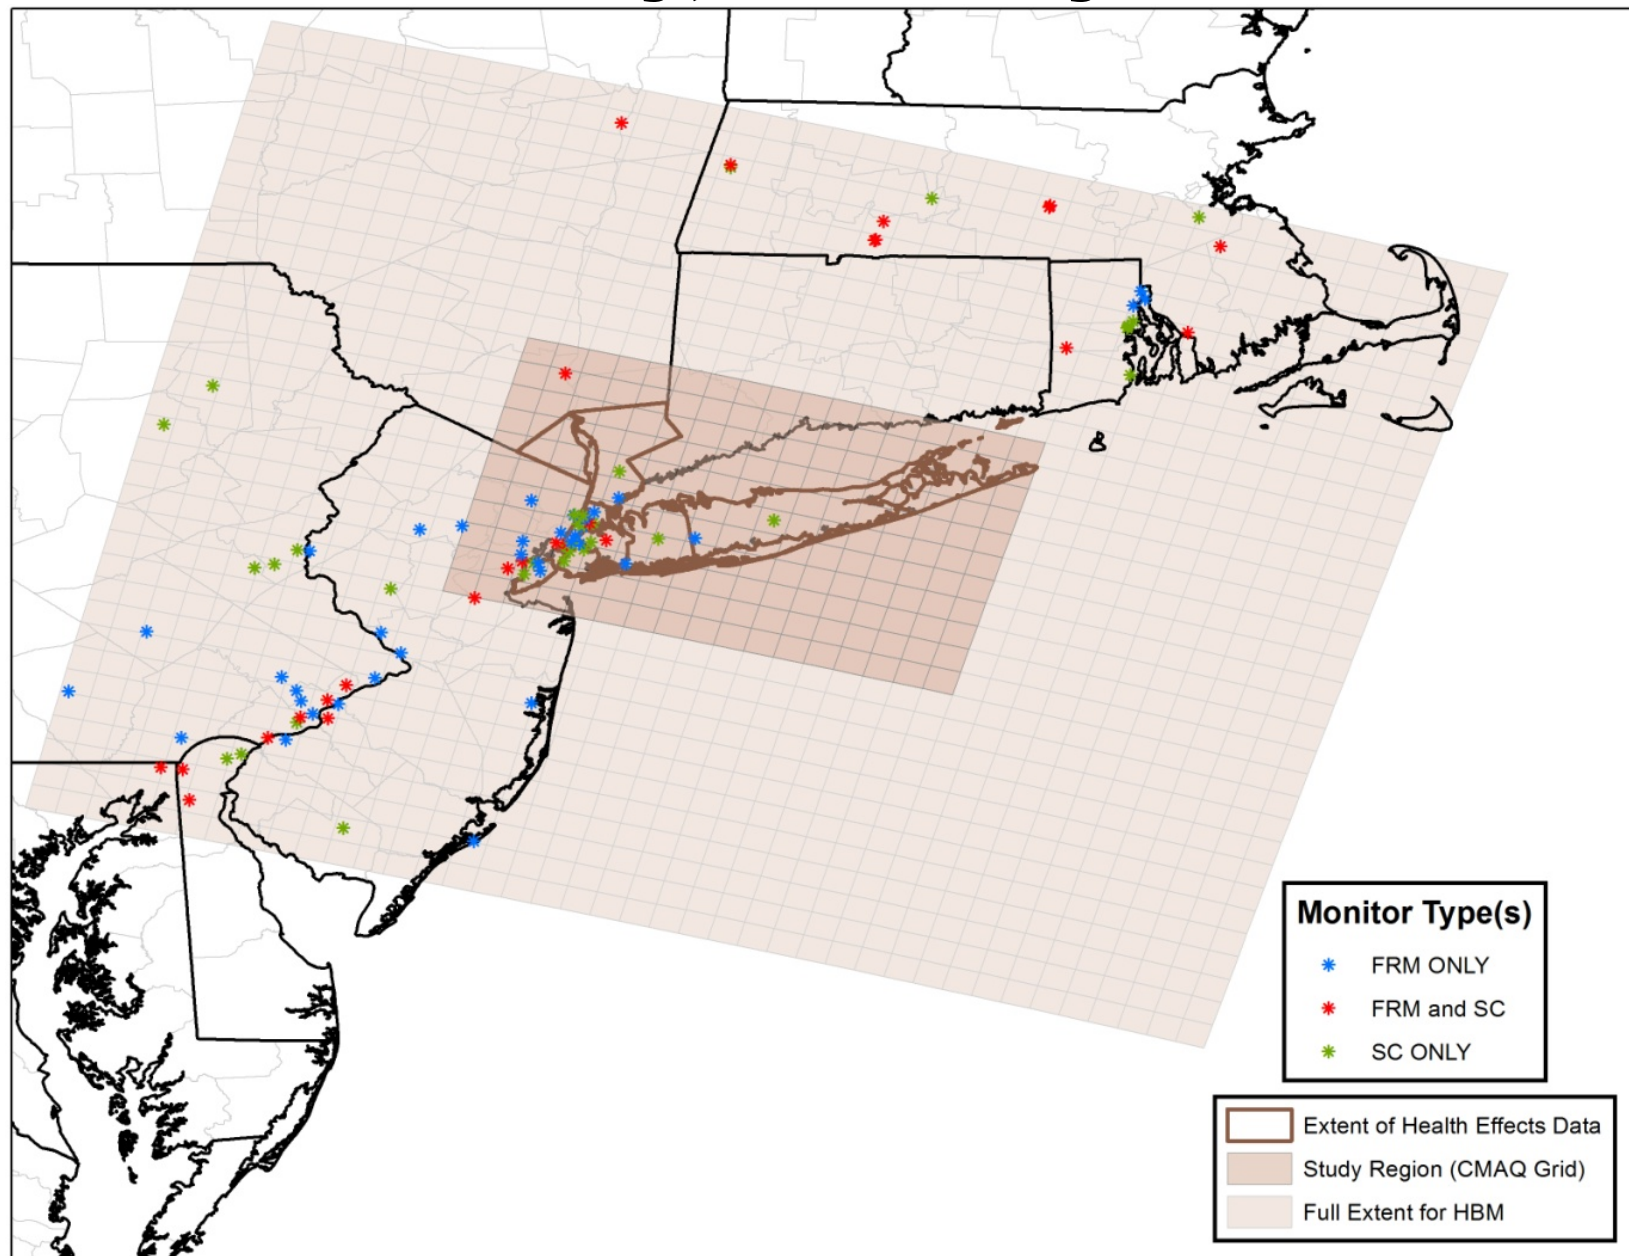 Monitor Type(s)
FRM ONLY
FRM and SC
SC ONLY
Extent of Health Effects Data
Study Region (CMAQ Grid)
Full Extent for HBM